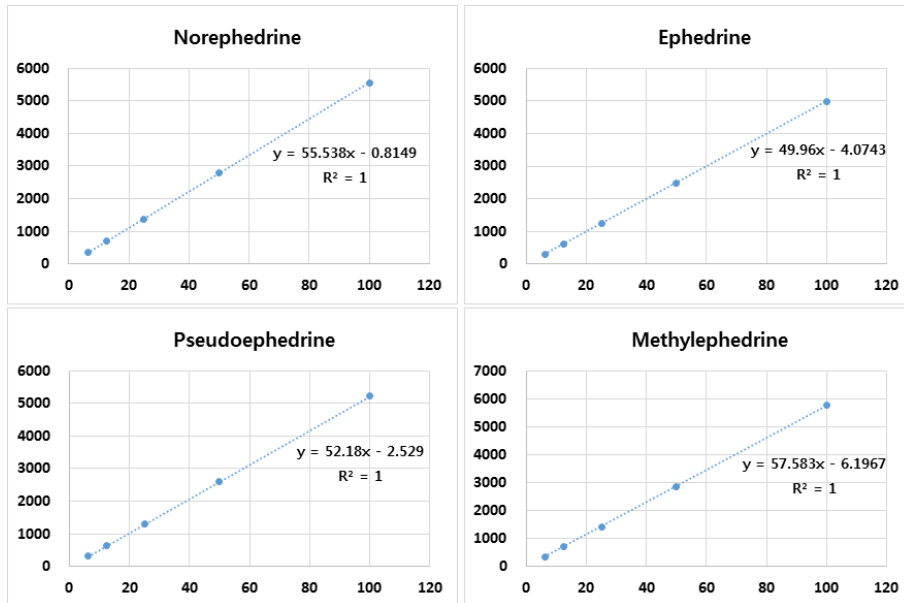 Norephedrine
6000
5000
4000
3000
2000
1000
0
0 20 40 60 80 100 120
y = 55.538x - 0.8149
R² = 1
Ephedrine
6000
5000
4000
3000
2000
1000
0
0 20 40 60 80 100 120
y = 49.96x - 4.0743
R² = 1
Pseudoephedrine
6000
5000
4000
3000
2000
1000
0
0 20 40 60 80 100 120
y = 52.18x - 2.529
R² = 1
Methylephedrine
7000
6000
5000
4000
3000
2000
1000
0
0 20 40 60 80 100 120
y = 57.583x - 6.1967
R² = 1